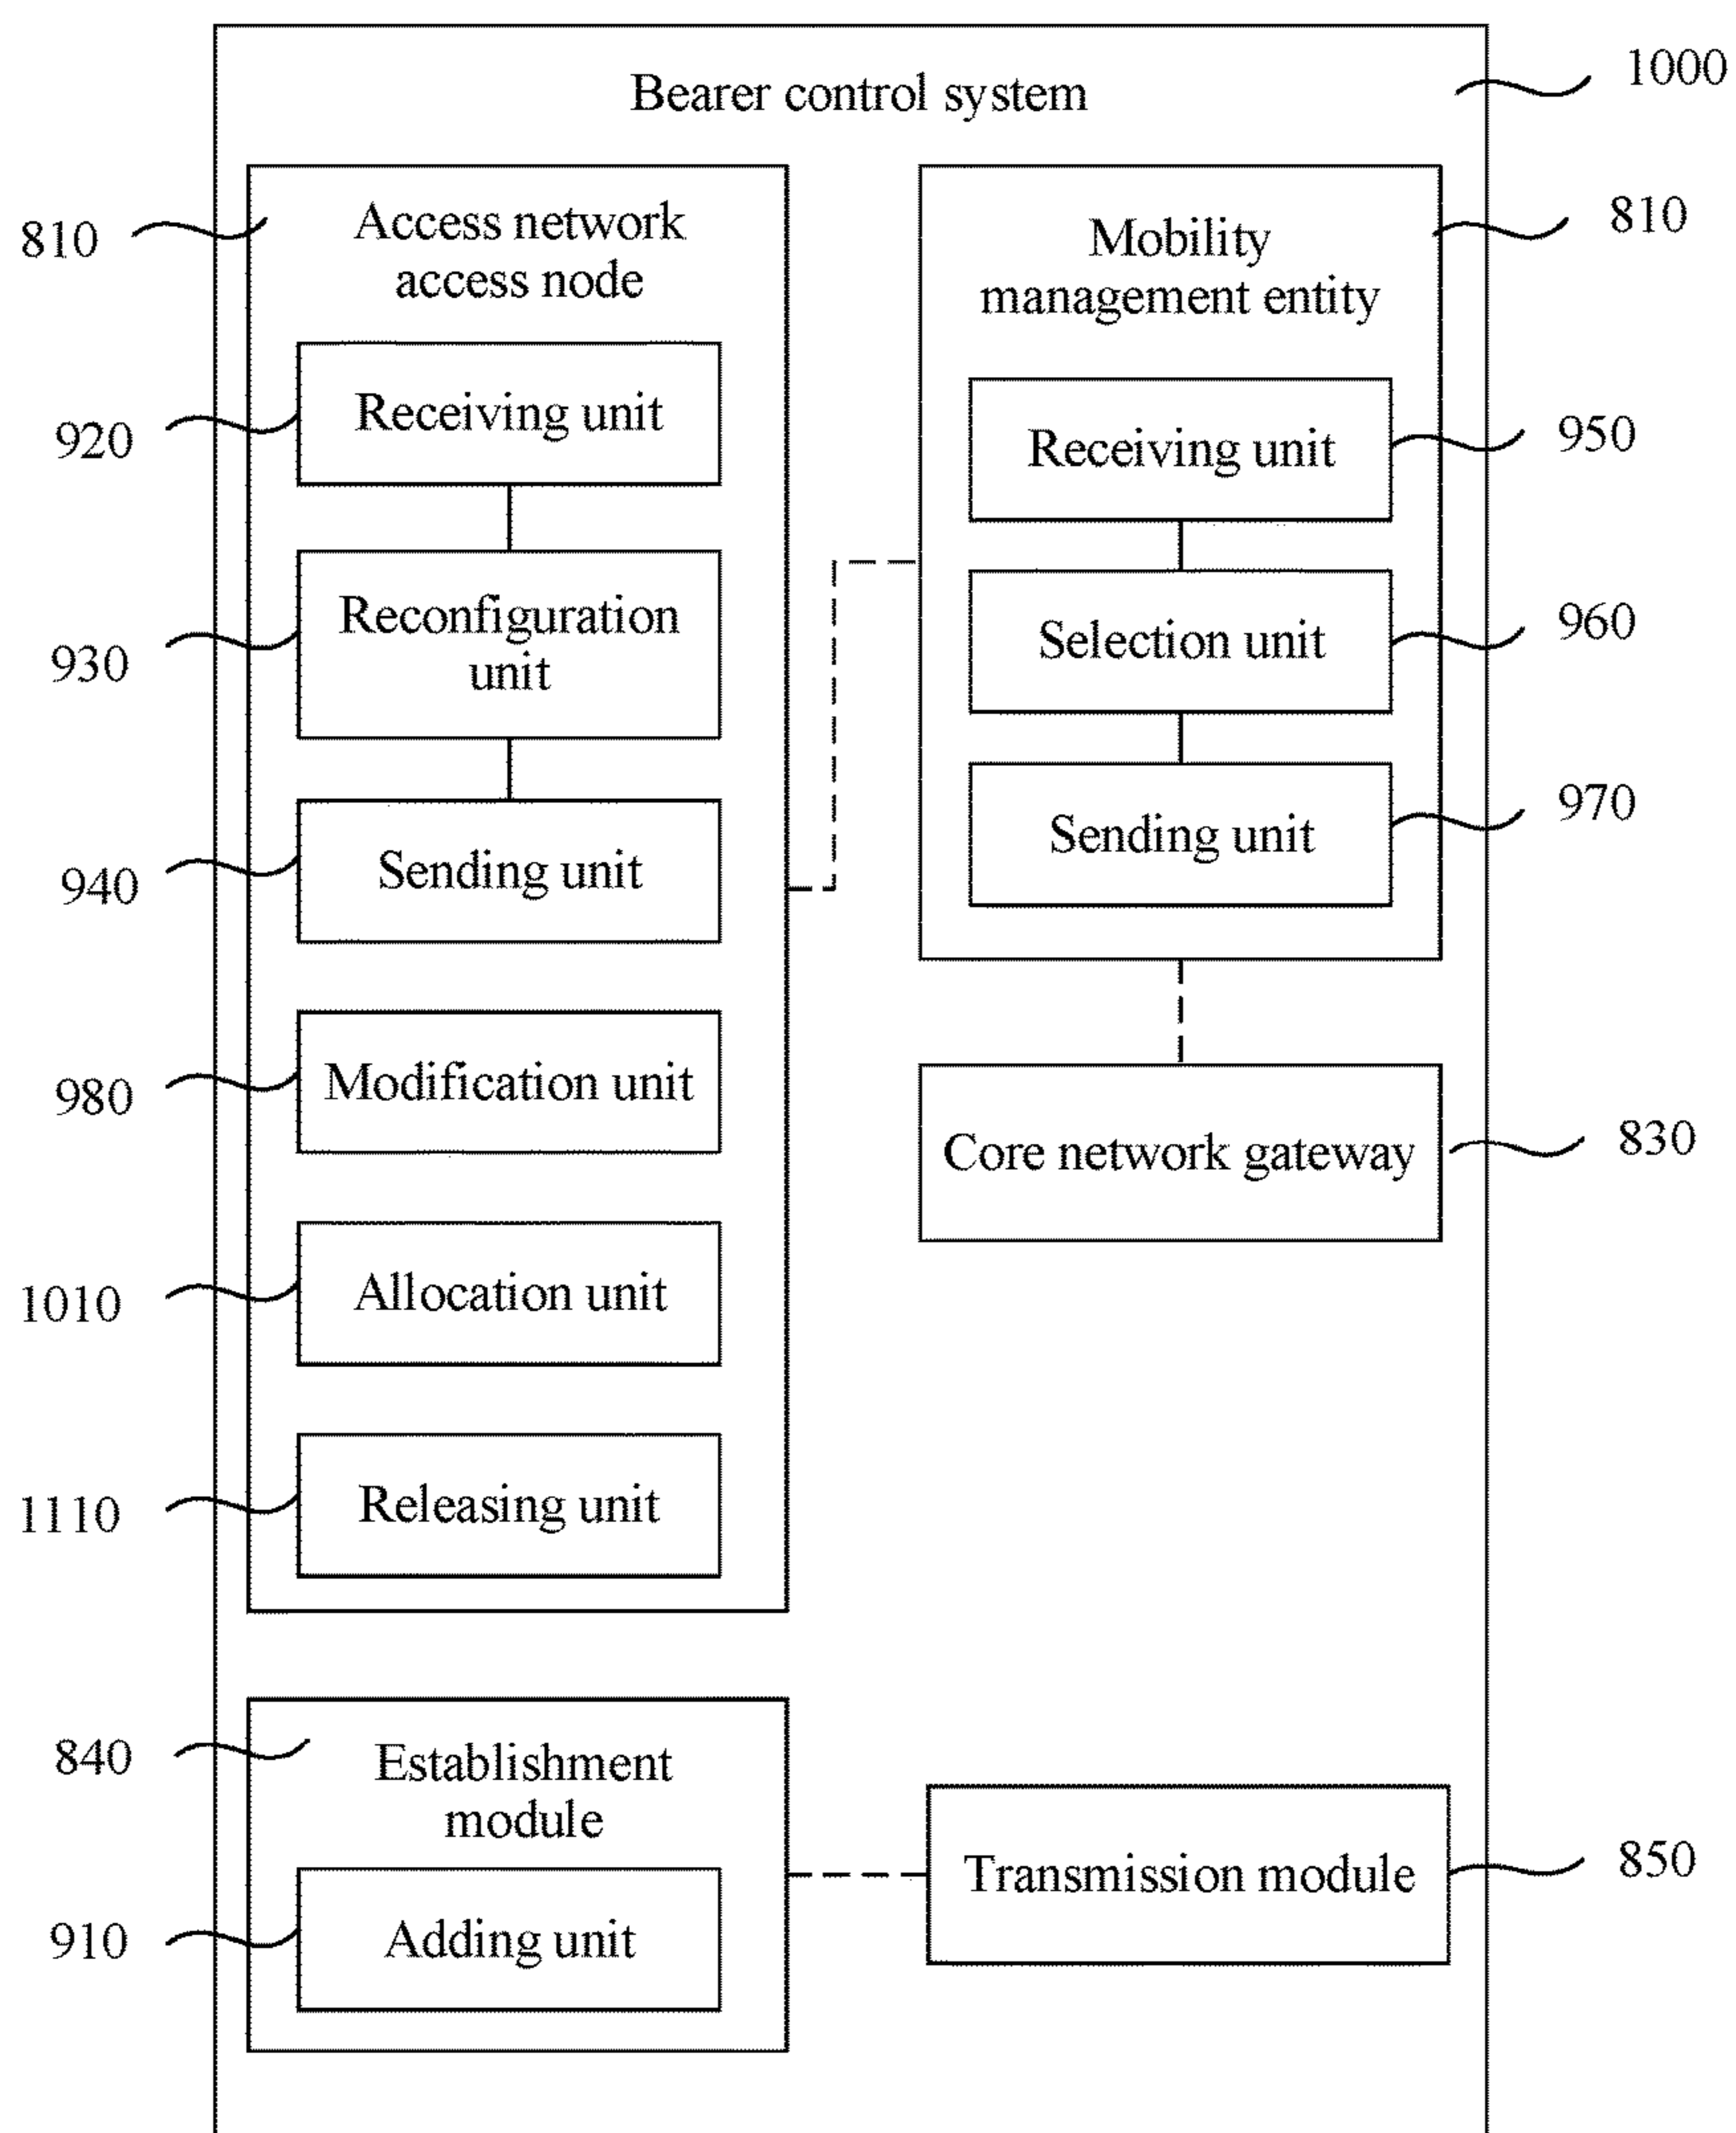 Bearer control system
1000
810
Access network
access node
920
Receiving unit
930
Reconfiguration
unit
940
Sending unit
980
Modification unit
1010
Allocation unit
1110
Releasing unit
810
Mobility
management entity
Receiving unit
950
Selection unit
960
Sending unit
970
Core network gateway
830
840
Establishment
module
910
Adding unit
Transmission module
850